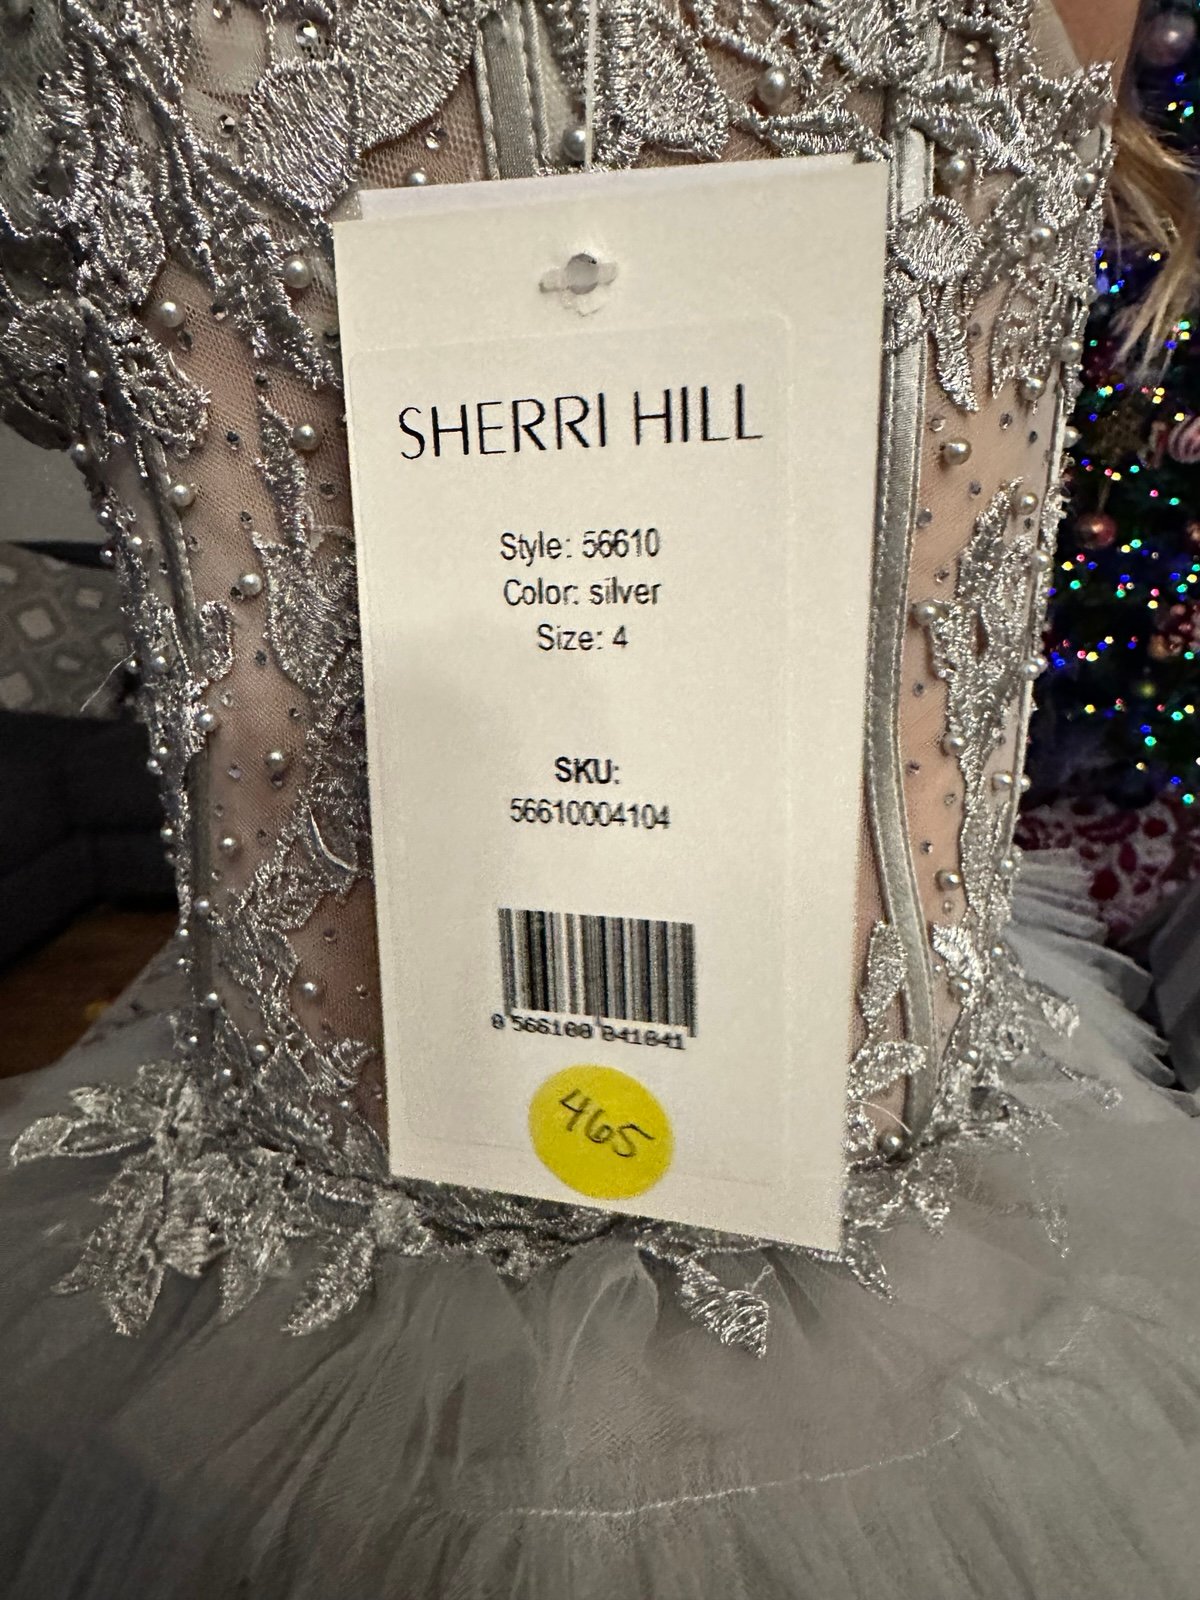 SHERRI HILL
Style: 56610
Color: silver
Size: 4
SKU:
56610004104
0 566100 041041
465